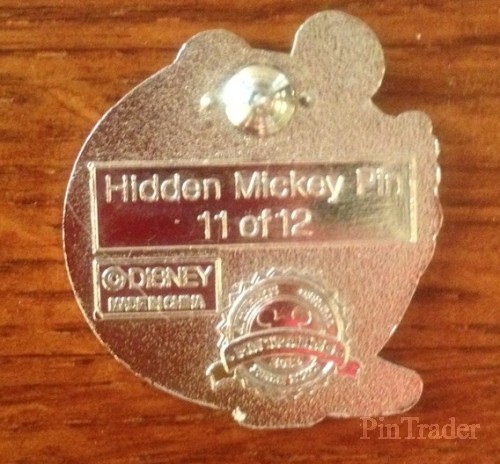 Hidden Mickey Pin
11 of 12
©DISNEY
MADE IN CHINA
PinTrader